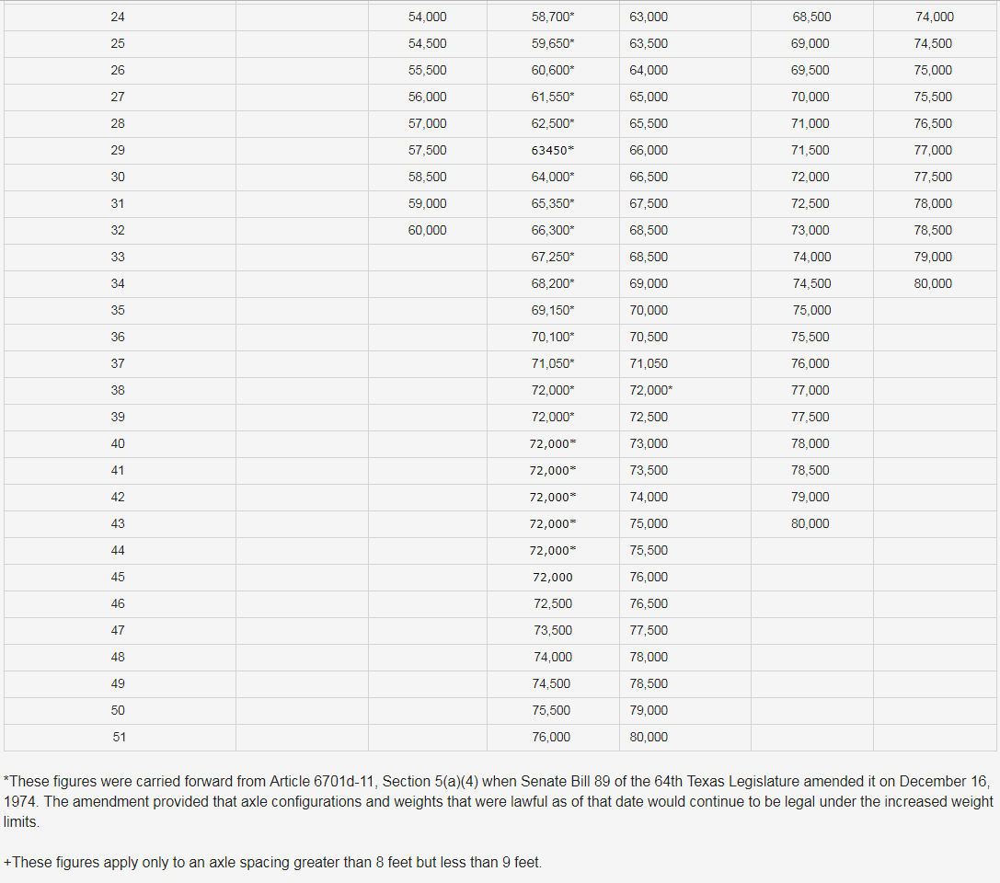 24 54,000 58,700* 63,000 68,500 74,000
25 54,500 59,650* 63,500 69,000 74,500
26 55,500 60,600* 64,000 69,500 75,000
27 56,000 61,550* 65,000 70,000 75,500
28 57,000 62,500* 65,500 71,000 76,500
29 57,500 63450* 66,000 71,500 77,000
30 58,500 64,000* 66,500 72,000 77,500
31 59,000 65,350* 67,500 72,500 78,000
32 60,000 66,300* 68,500 73,000 78,500
33 67,250* 68,500 74,000 79,000
34 68,200* 69,000 74,500 80,000
35 69,150* 70,000 75,000
36 70,100* 70,500 75,500
37 71,050* 71,050 76,000
38 72,000* 72,000* 77,000
39 72,000* 72,500 77,500
40 72,000* 73,000 78,000
41 72,000* 73,500 78,500
42 72,000* 74,000 79,000
43 72,000* 75,000 80,000
44 72,000* 75,500
45 72,000 76,000
46 72,500 76,500
47 73,500 77,500
48 74,000 78,000
49 74,500 78,500
50 75,500 79,000
51 76,000 80,000
*These figures were carried forward from Article 6701d-11, Section 5(a)(4) when Senate Bill 89 of the 64th Texas Legislature amended it on December 16,
1974. The amendment provided that axle configurations and weights that were lawful as of that date would continue to be legal under the increased weight
limits.
+These figures apply only to an axle spacing greater than 8 feet but less than 9 feet.